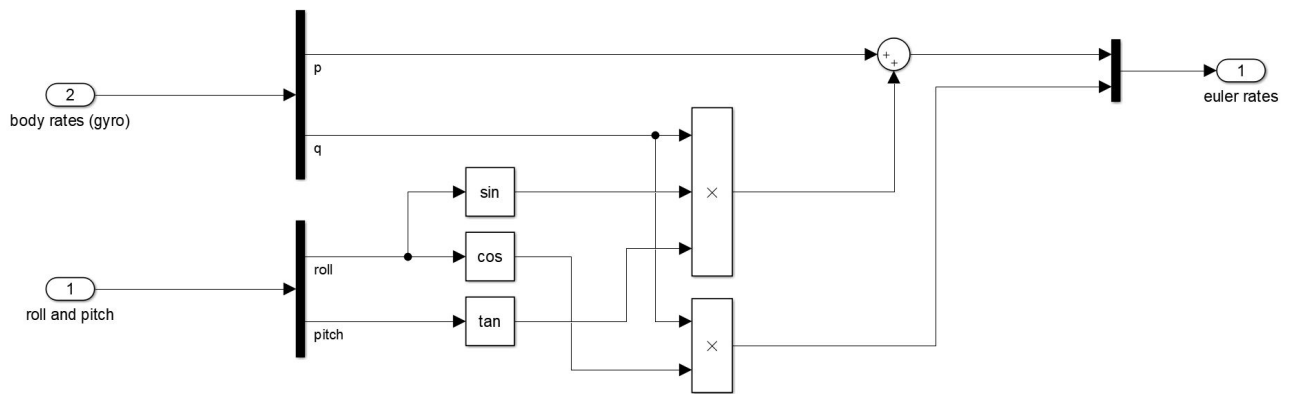 p
+
+
1
euler rates
2
body rates (gyro)
q
sin
×
roll
cos
1
roll and pitch
pitch
tan
×